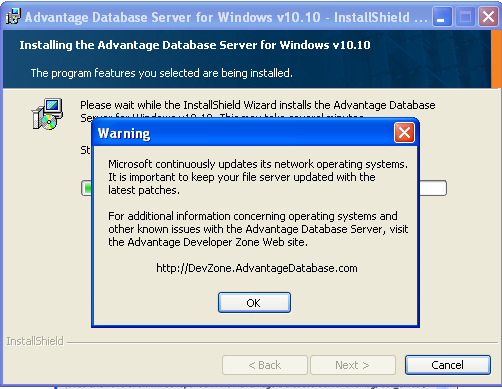 Advantage Database Server for Windows v10.10 - InstallShield ...
Installing the Advantage Database Server for Windows v10.10
The program features you selected are being installed.
Please wait while the InstallShield Wizard installs the Advantage Database
Server for Windows v10.10. This may take several minutes.
St
Warning
Microsoft continuously updates its network operating systems.
It is important to keep your file server updated with the
latest patches.
For additional information concerning operating systems and
other known issues with the Advantage Database Server, visit
the Advantage Developer Zone Web site.
http://DevZone.AdvantageDatabase.com
OK
InstallShield
< Back
Next >
Cancel